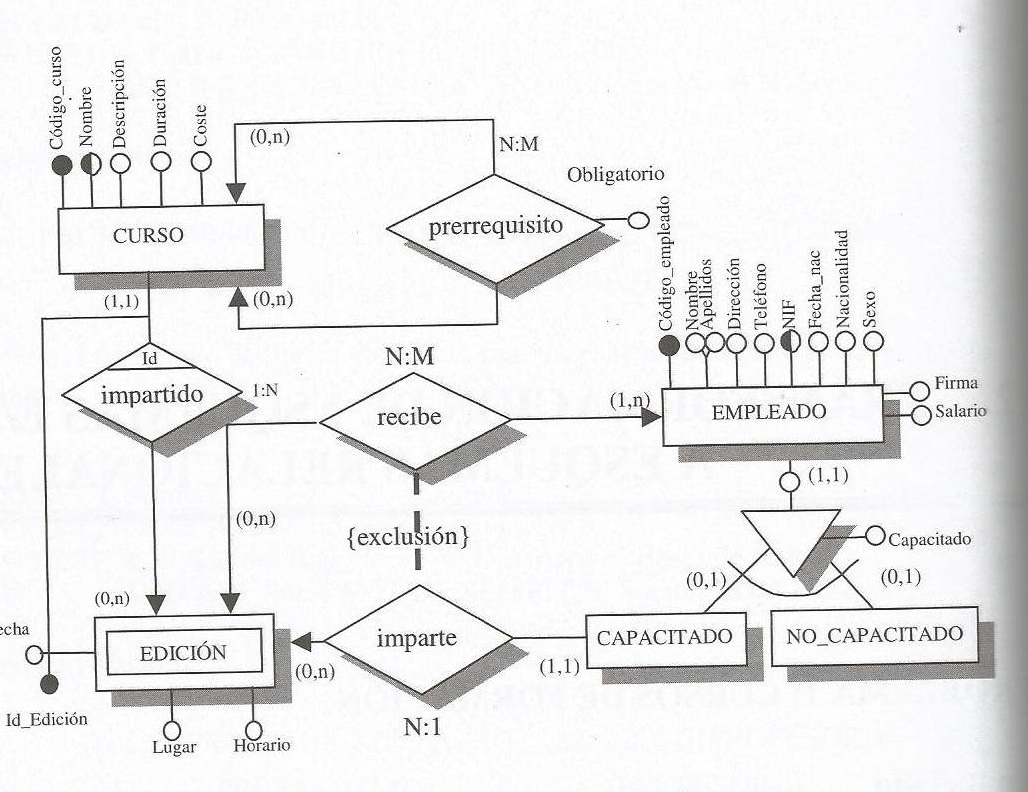 Código_curso
Nombre
Descripción
Duración
Coste
(0,n)
N:M
Obligatorio
CURSO
prerrequisito
(1,1)
(0,n)
Código_empleado
Nombre
Apellidos
Dirección
Teléfono
NIF
Fecha_nac
Nacionalidad
Sexo
Id
impartido
1:N
N:M
recibe
(1,n)
EMPLEADO
Firma
Salario
(1,1)
(0,n)
{exclusión}
Capacitado
(0,1)
(0,1)
(0,n)
echa
EDICIÓN
(0,n)
imparte
(1,1)
CAPACITADO
NO_CAPACITADO
Id_Edición
Lugar
Horario
N:1